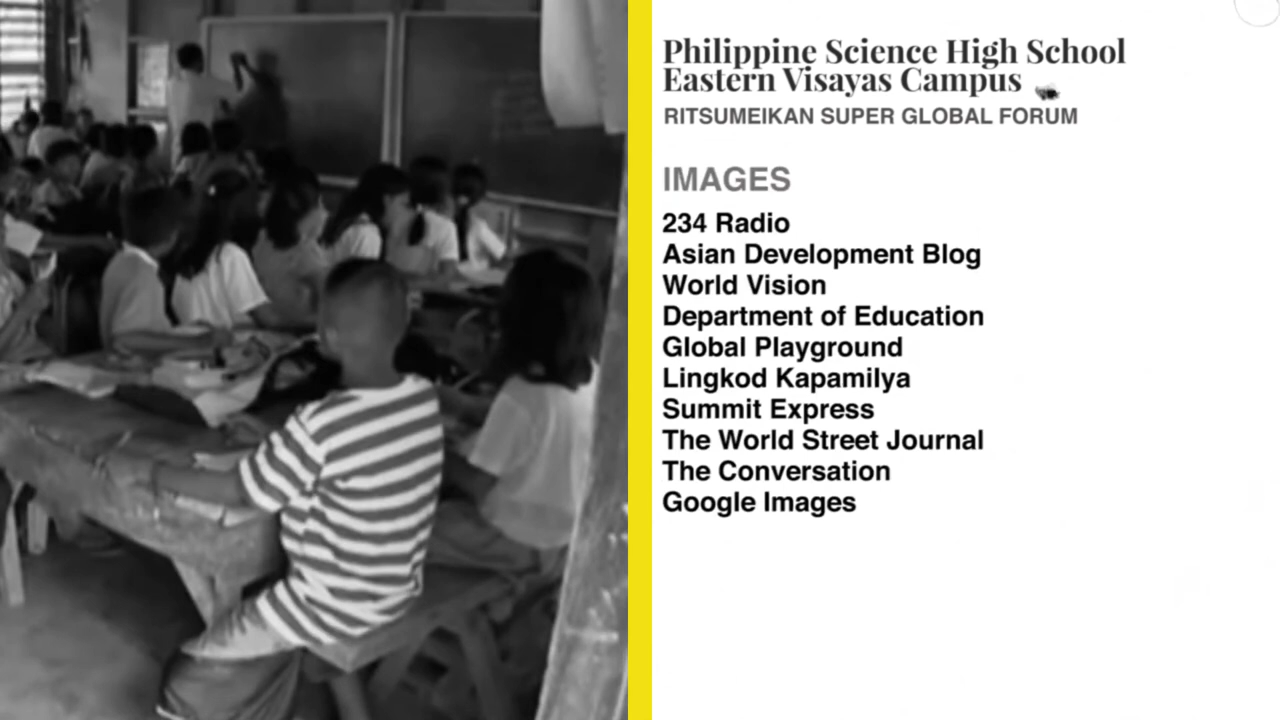 Philippine Science High School
Eastern Visayas Campus
RITSUMEIKAN SUPER GLOBAL FORUM
IMAGES
234 Radio
Asian Development Blog
World Vision
Department of Education
Global Playground
Lingkod Kapamilya
Summit Express
The World Street Journal
The Conversation
Google Images